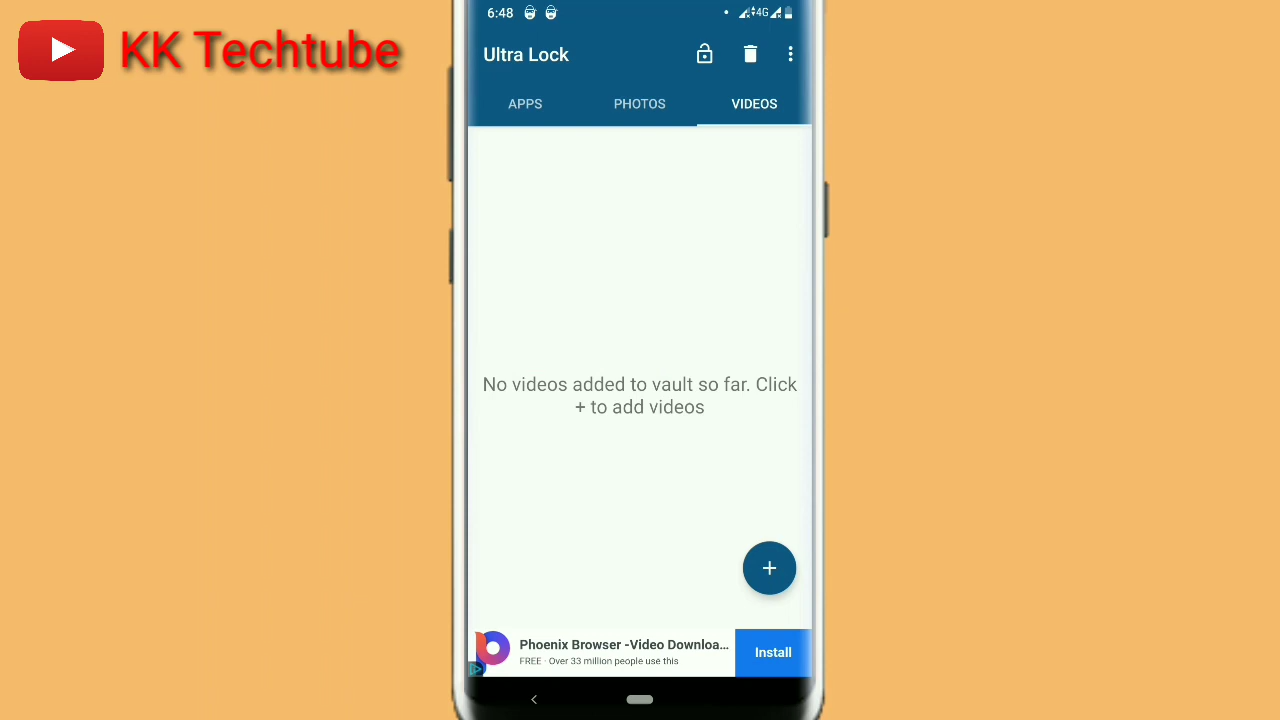 KK Techtube
6:48
4G
Ultra Lock
APPS
PHOTOS
VIDEOS
No videos added to vault so far. Click
+ to add videos
+
Phoenix Browser -Video Downloa...
FREE · Over 33 million people use this
Install